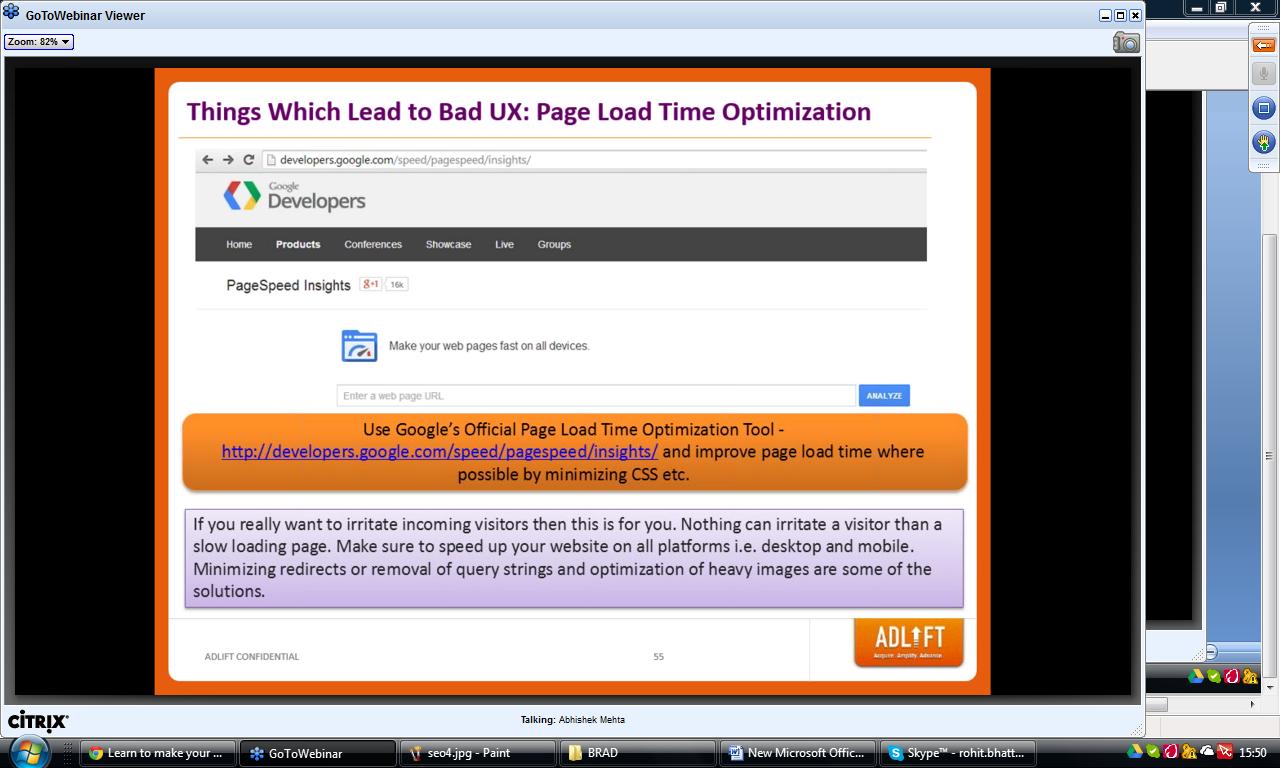 GoToWebinar Viewer
Zoom: 82%
Things Which Lead to Bad UX: Page Load Time Optimization
developers.google.com/speed/pagespeed/insights/
Google
Developers
Home Products Conferences Showcase Live Groups
PageSpeed Insights g+1 16k
Make your web pages fast on all devices.
Enter a web page URL ANALYZE
Use Google's Official Page Load Time Optimization Tool -
http://developers.google.com/speed/pagespeed/insights/ and improve page load time where
possible by minimizing CSS etc.
If you really want to irritate incoming visitors then this is for you. Nothing can irritate a visitor than a
slow loading page. Make sure to speed up your website on all platforms i.e. desktop and mobile.
Minimizing redirects or removal of query strings and optimization of heavy images are some of the
solutions.
ADLIFT
Acquire. Amplify. Advance.
ADLIFT CONFIDENTIAL 55
CITRIX
Talking: Abhishek Mehta
Learn to make your ... GoToWebinar seo4.jpg - Paint BRAD New Microsoft Offic... Skype™ - rohit.bhatt... 15:50